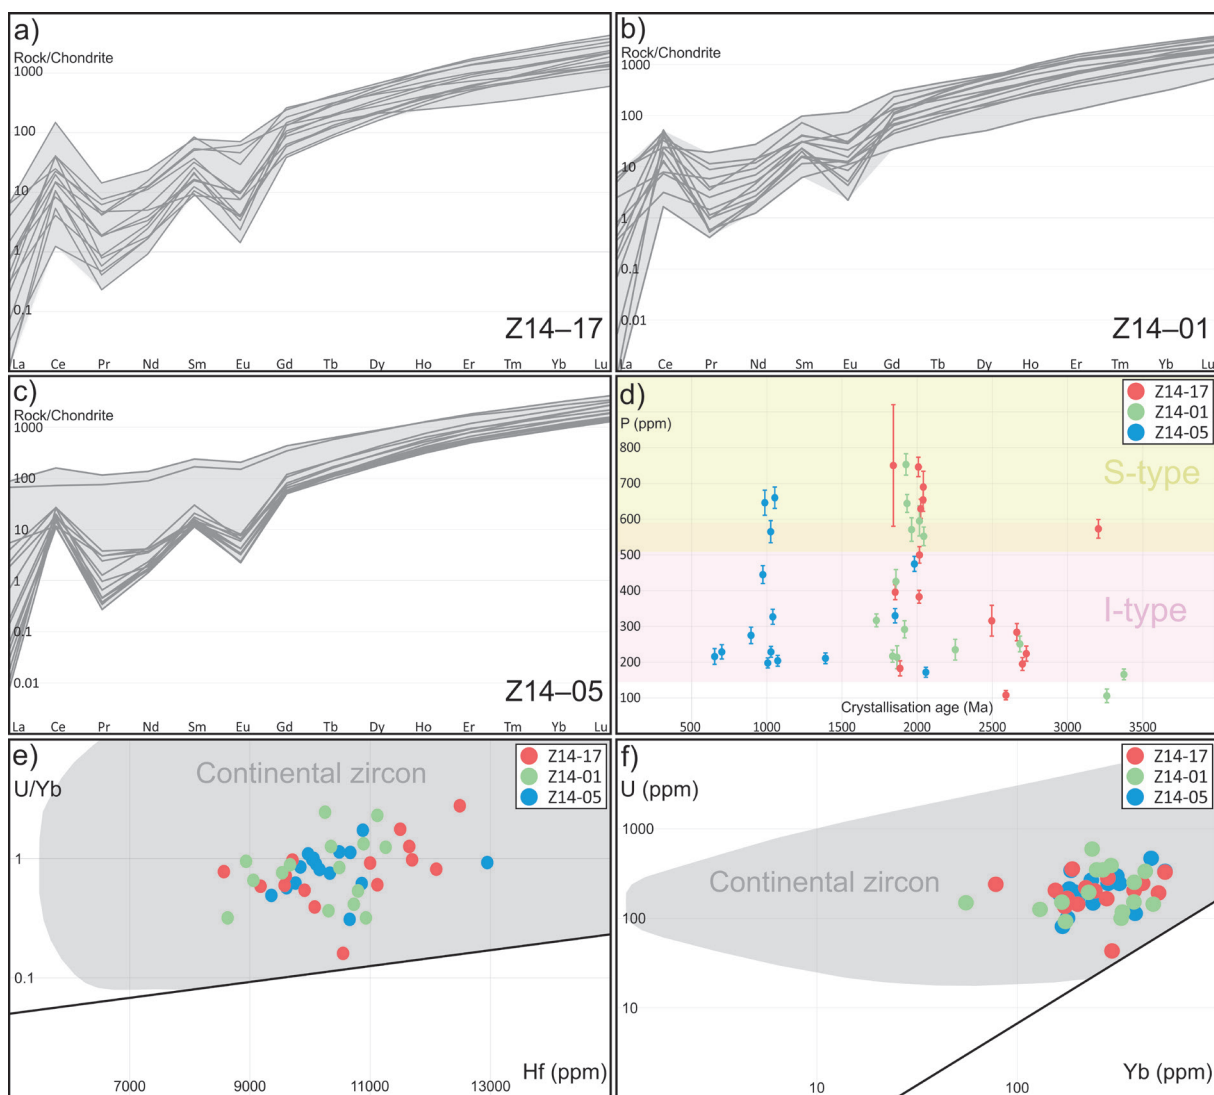 a)
Rock/Chondrite
1000
100
10
1
0.1
Z14–17
La Ce Pr Nd Sm Eu Gd Tb Dy Ho Er Tm Yb Lu
b)
Rock/Chondrite
1000
100
10
1
0.1
0.01
Z14–01
La Ce Pr Nd Sm Eu Gd Tb Dy Ho Er Tm Yb Lu
c)
Rock/Chondrite
1000
100
10
1
0.1
0.01
Z14–05
La Ce Pr Nd Sm Eu Gd Tb Dy Ho Er Tm Yb Lu
d)
Z14-17
Z14-01
Z14-05
P (ppm)
800
700
600
500
400
300
200
100
S-type
I-type
Crystallisation age (Ma)
500 1000 1500 2000 2500 3000 3500
e)
Z14-17
Z14-01
Z14-05
Continental zircon
U/Yb
1
0.1
7000 9000 11000 13000
Hf (ppm)
f)
Z14-17
Z14-01
Z14-05
U (ppm)
1000
Continental zircon
100
10
10 100
Yb (ppm)